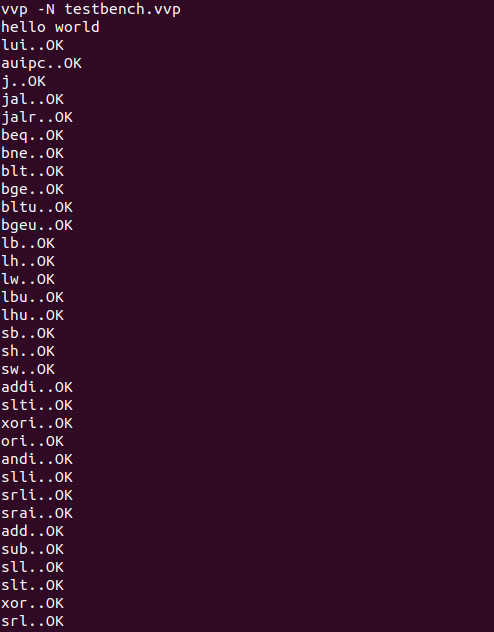 vvp -N testbench.vvp
hello world
lui..OK
auipc..OK
j..OK
jal..OK
jalr..OK
beq..OK
bne..OK
blt..OK
bge..OK
bltu..OK
bgeu..OK
lb..OK
lh..OK
lw..OK
lbu..OK
lhu..OK
sb..OK
sh..OK
sw..OK
addi..OK
slti..OK
xori..OK
ori..OK
andi..OK
slli..OK
srli..OK
srai..OK
add..OK
sub..OK
sll..OK
slt..OK
xor..OK
srl..OK